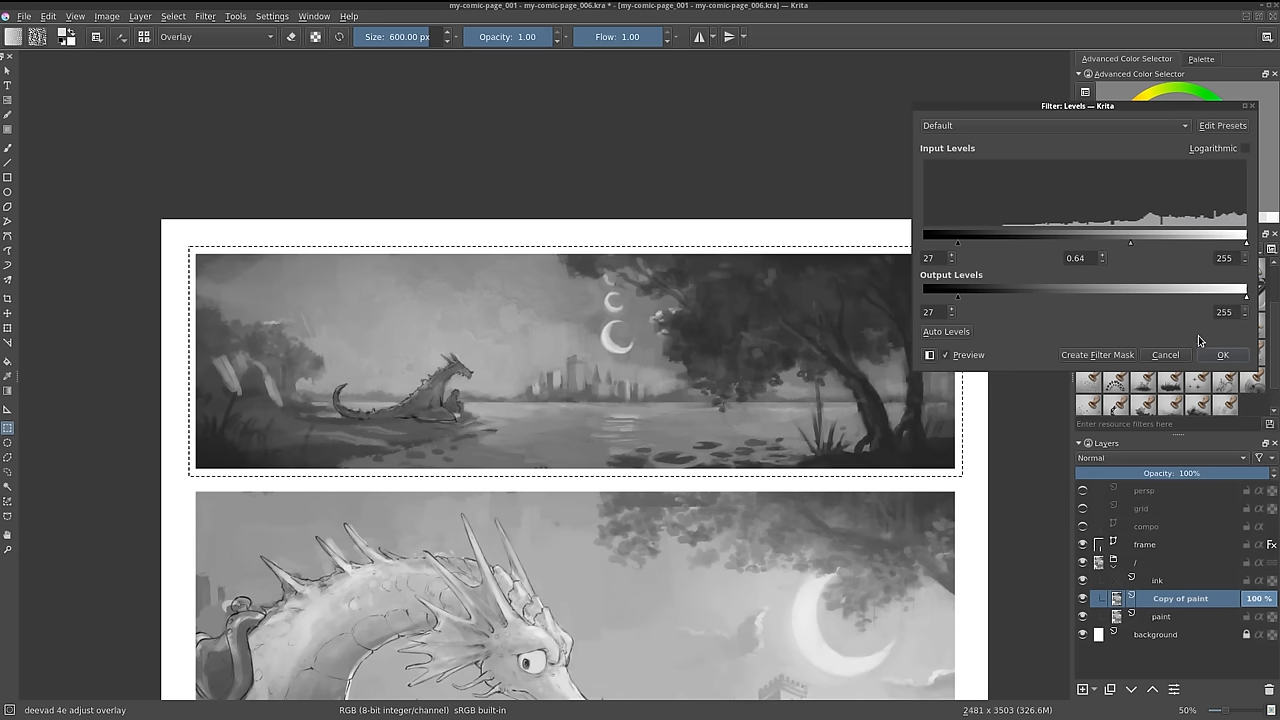 my-comic-page_001 - my-comic-page_006.kra * - [my-comic-page_001 - my-comic-page_006.kra] — Krita
File Edit View Image Layer Select Filter Tools Settings Window Help
Overlay Size: 600.00 px Opacity: 1.00 Flow: 1.00
Advanced Color Selector Palette
Advanced Color Selector
Filter: Levels — Krita
Default Edit Presets
Input Levels Logarithmic
27 0.64 255
Output Levels
27 255
Auto Levels
Preview Create Filter Mask Cancel OK
Enter resource filters here
Layers
Normal
Opacity: 100%
persp
grid
compo
frame Fx
/
ink
Copy of paint 100 %
paint
background
deevad 4e adjust overlay RGB (8-bit integer/channel) sRGB built-in 2481 x 3503 (326.6M) 50%